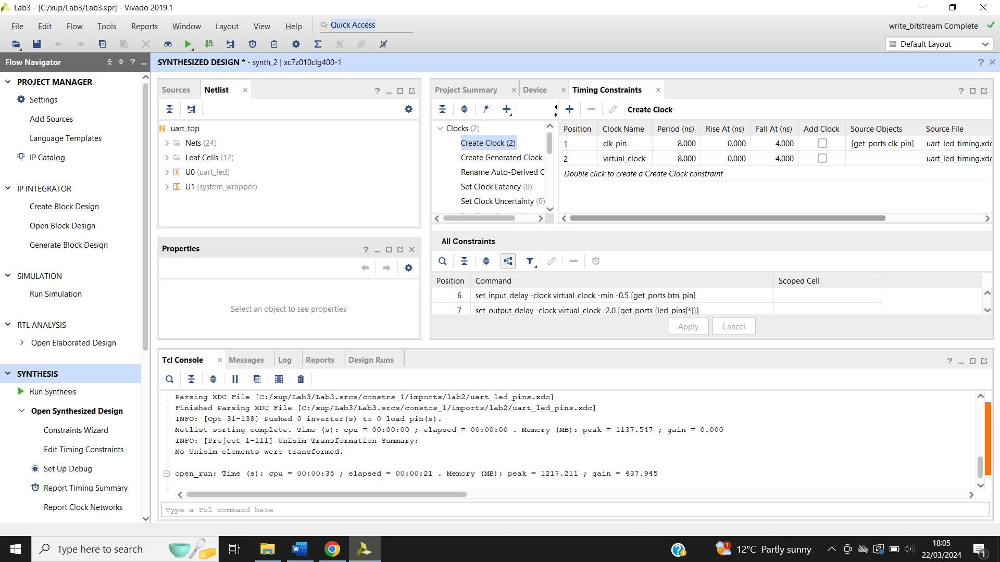 Lab3 - [C:/xup/Lab3/Lab3.xpr] - Vivado 2019.1
File Edit Flow Tools Reports Window Layout View Help Quick Access
write_bitstream Complete
Default Layout
Flow Navigator
SYNTHESIZED DESIGN * - synth_2 | xc7z010clg400-1
PROJECT MANAGER
Settings
Add Sources
Language Templates
IP Catalog
IP INTEGRATOR
Create Block Design
Open Block Design
Generate Block Design
SIMULATION
Run Simulation
RTL ANALYSIS
Open Elaborated Design
SYNTHESIS
Run Synthesis
Open Synthesized Design
Constraints Wizard
Edit Timing Constraints
Set Up Debug
Report Timing Summary
Report Clock Networks
Sources Netlist
N uart_top
Nets (24)
Leaf Cells (12)
U0 (uart_led)
U1 (system_wrapper)
Properties
Select an object to see properties
Project Summary Device Timing Constraints
Clocks (2)
Create Clock (2)
Create Generated Clock
Rename Auto-Derived C
Set Clock Latency (0)
Set Clock Uncertainty (0)
Create Clock
Position Clock Name Period (ns) Rise At (ns) Fall At (ns) Add Clock Source Objects Source File
1 clk_pin 8.000 0.000 4.000 [get_ports clk_pin] uart_led_timing.xdc
2 virtual_clock 8.000 0.000 4.000 uart_led_timing.xdc
Double click to create a Create Clock constraint
All Constraints
Position Command Scoped Cell
6 set_input_delay -clock virtual_clock -min -0.5 [get_ports btn_pin]
7 set_output_delay -clock virtual_clock -2.0 [get_ports {led_pins[*]}]
Apply Cancel
Tcl Console Messages Log Reports Design Runs
Parsing XDC File [C:/xup/Lab3/Lab3.srcs/constrs_1/imports/lab2/uart_led_pins.xdc]
Finished Parsing XDC File [C:/xup/Lab3/Lab3.srcs/constrs_1/imports/lab2/uart_led_pins.xdc]
INFO: [Opt 31-138] Pushed 0 inverter(s) to 0 load pin(s).
Netlist sorting complete. Time (s): cpu = 00:00:00 ; elapsed = 00:00:00 . Memory (MB): peak = 1137.547 ; gain = 0.000
INFO: [Project 1-111] Unisim Transformation Summary:
No Unisim elements were transformed.
open_run: Time (s): cpu = 00:00:35 ; elapsed = 00:00:21 . Memory (MB): peak = 1217.211 ; gain = 437.945
Type a Tcl command here
Type here to search
12°C Partly sunny
18:05
22/03/2024
1
1